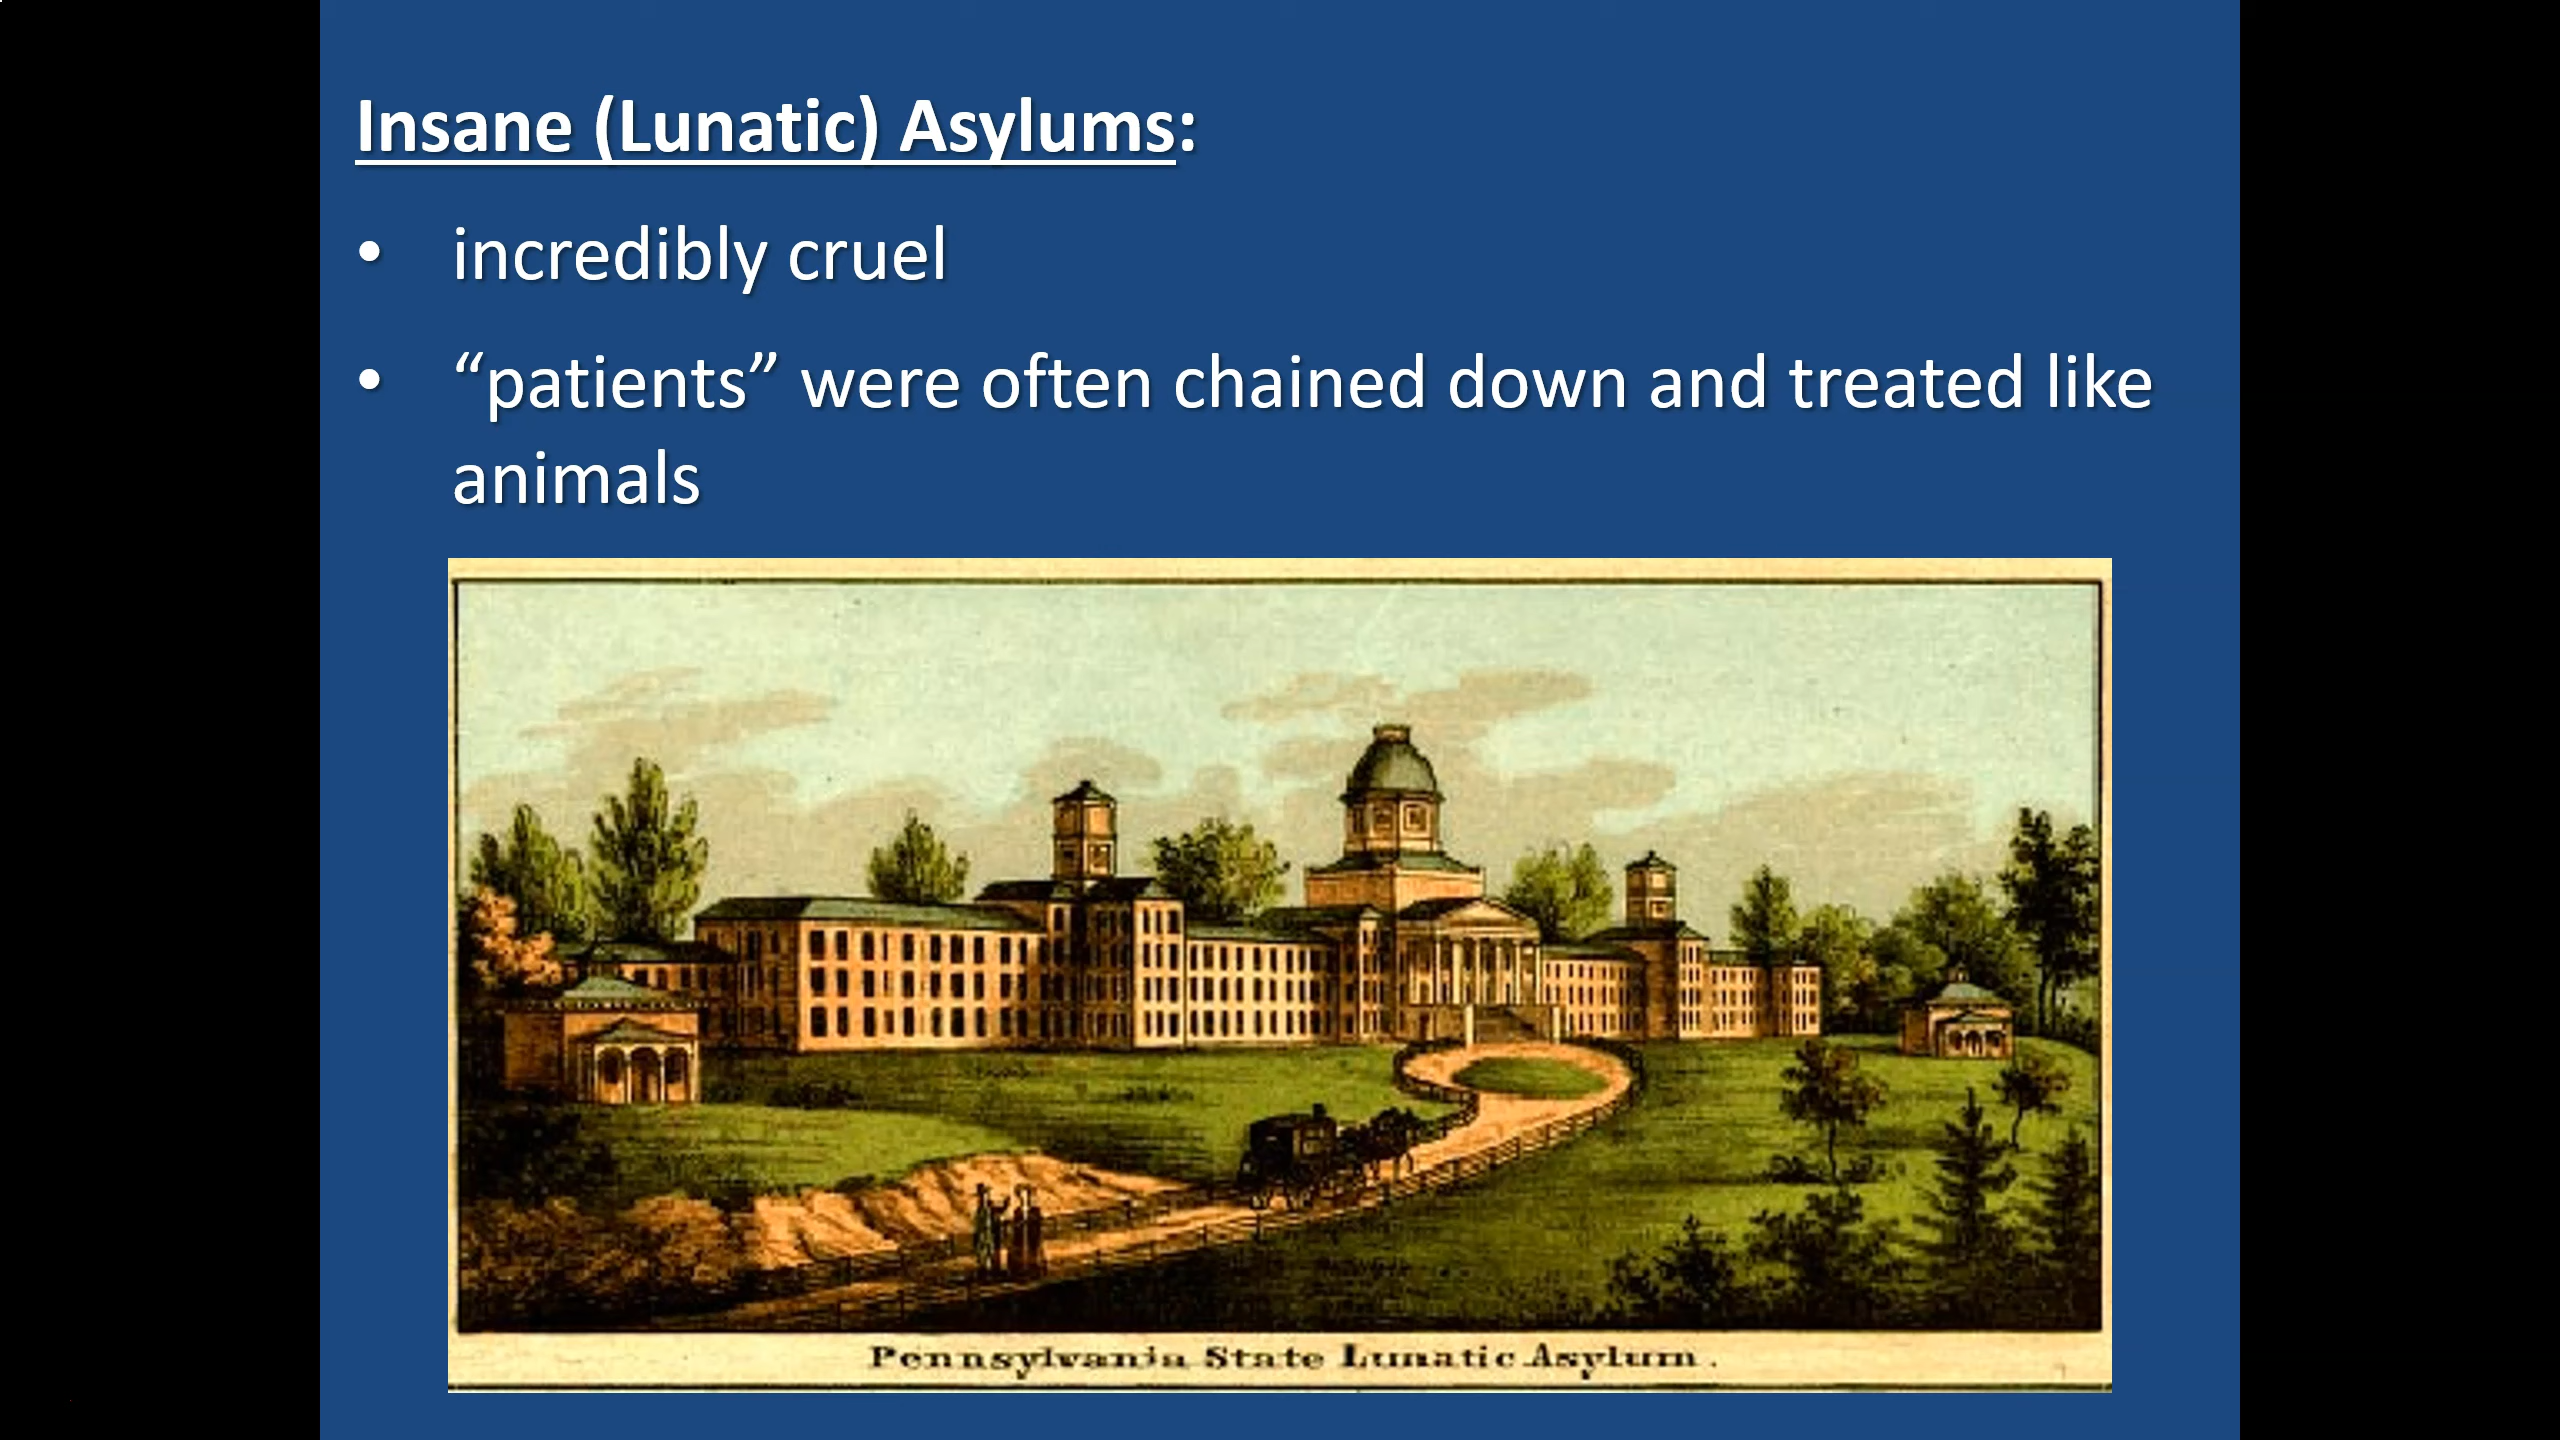 Insane (Lunatic) Asylums:
• incredibly cruel
• “patients” were often chained down and treated like
animals
Pennsylvania State Lunatic Asylum.